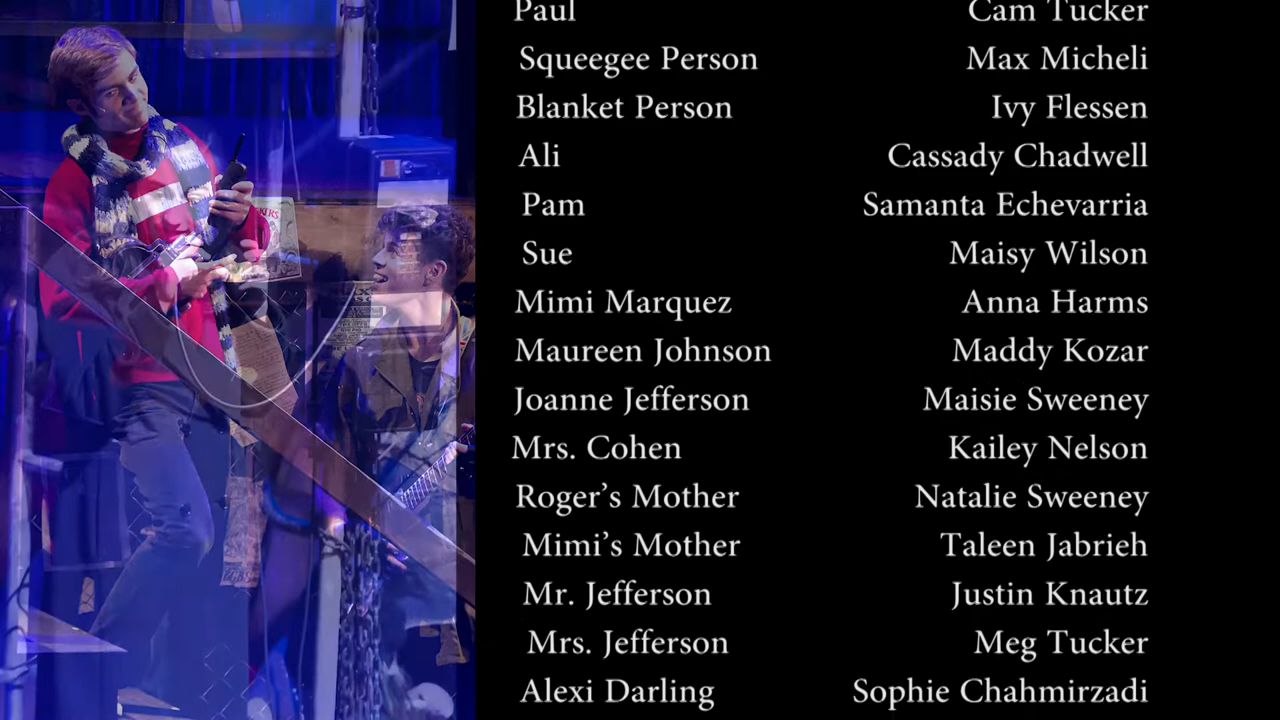 Paul Cam Tucker
Squeegee Person Max Micheli
Blanket Person Ivy Flessen
Ali Cassady Chadwell
Pam Samanta Echevarria
Sue Maisy Wilson
Mimi Marquez Anna Harms
Maureen Johnson Maddy Kozar
Joanne Jefferson Maisie Sweeney
Mrs. Cohen Kailey Nelson
Roger’s Mother Natalie Sweeney
Mimi’s Mother Taleen Jabrieh
Mr. Jefferson Justin Knautz
Mrs. Jefferson Meg Tucker
Alexi Darling Sophie Chahmirzadi